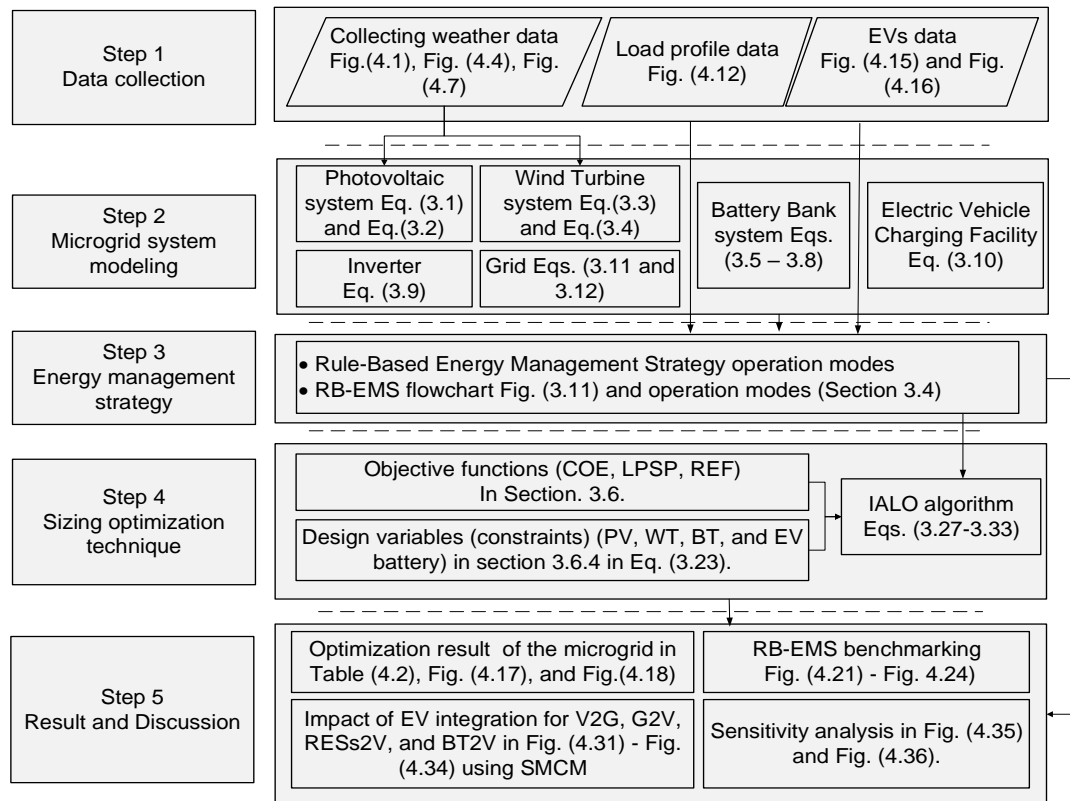 Step 1
Data collection
Collecting weather data
Fig.(4.1), Fig. (4.4), Fig.
(4.7)
Load profile data
Fig. (4.12)
EVs data
Fig. (4.15) and Fig.
(4.16)
Step 2
Microgrid system
modeling
Photovoltaic
system Eq. (3.1)
and Eq.(3.2)
Wind Turbine
system Eq.(3.3)
and Eq.(3.4)
Battery Bank
system Eqs.
(3.5 – 3.8)
Electric Vehicle
Charging Facility
Eq. (3.10)
Inverter
Eq. (3.9)
Grid Eqs. (3.11 and
3.12)
Step 3
Energy management
strategy
• Rule-Based Energy Management Strategy operation modes
• RB-EMS flowchart Fig. (3.11) and operation modes (Section 3.4)
Step 4
Sizing optimization
technique
Objective functions (COE, LPSP, REF)
In Section. 3.6.
Design variables (constraints) (PV, WT, BT, and EV
battery) in section 3.6.4 in Eq. (3.23).
IALO algorithm
Eqs. (3.27-3.33)
Step 5
Result and Discussion
Optimization result of the microgrid in
Table (4.2), Fig. (4.17), and Fig.(4.18)
RB-EMS benchmarking
Fig. (4.21) - Fig. 4.24)
Impact of EV integration for V2G, G2V,
RESs2V, and BT2V in Fig. (4.31) - Fig.
(4.34) using SMCM
Sensitivity analysis in Fig. (4.35)
and Fig. (4.36).